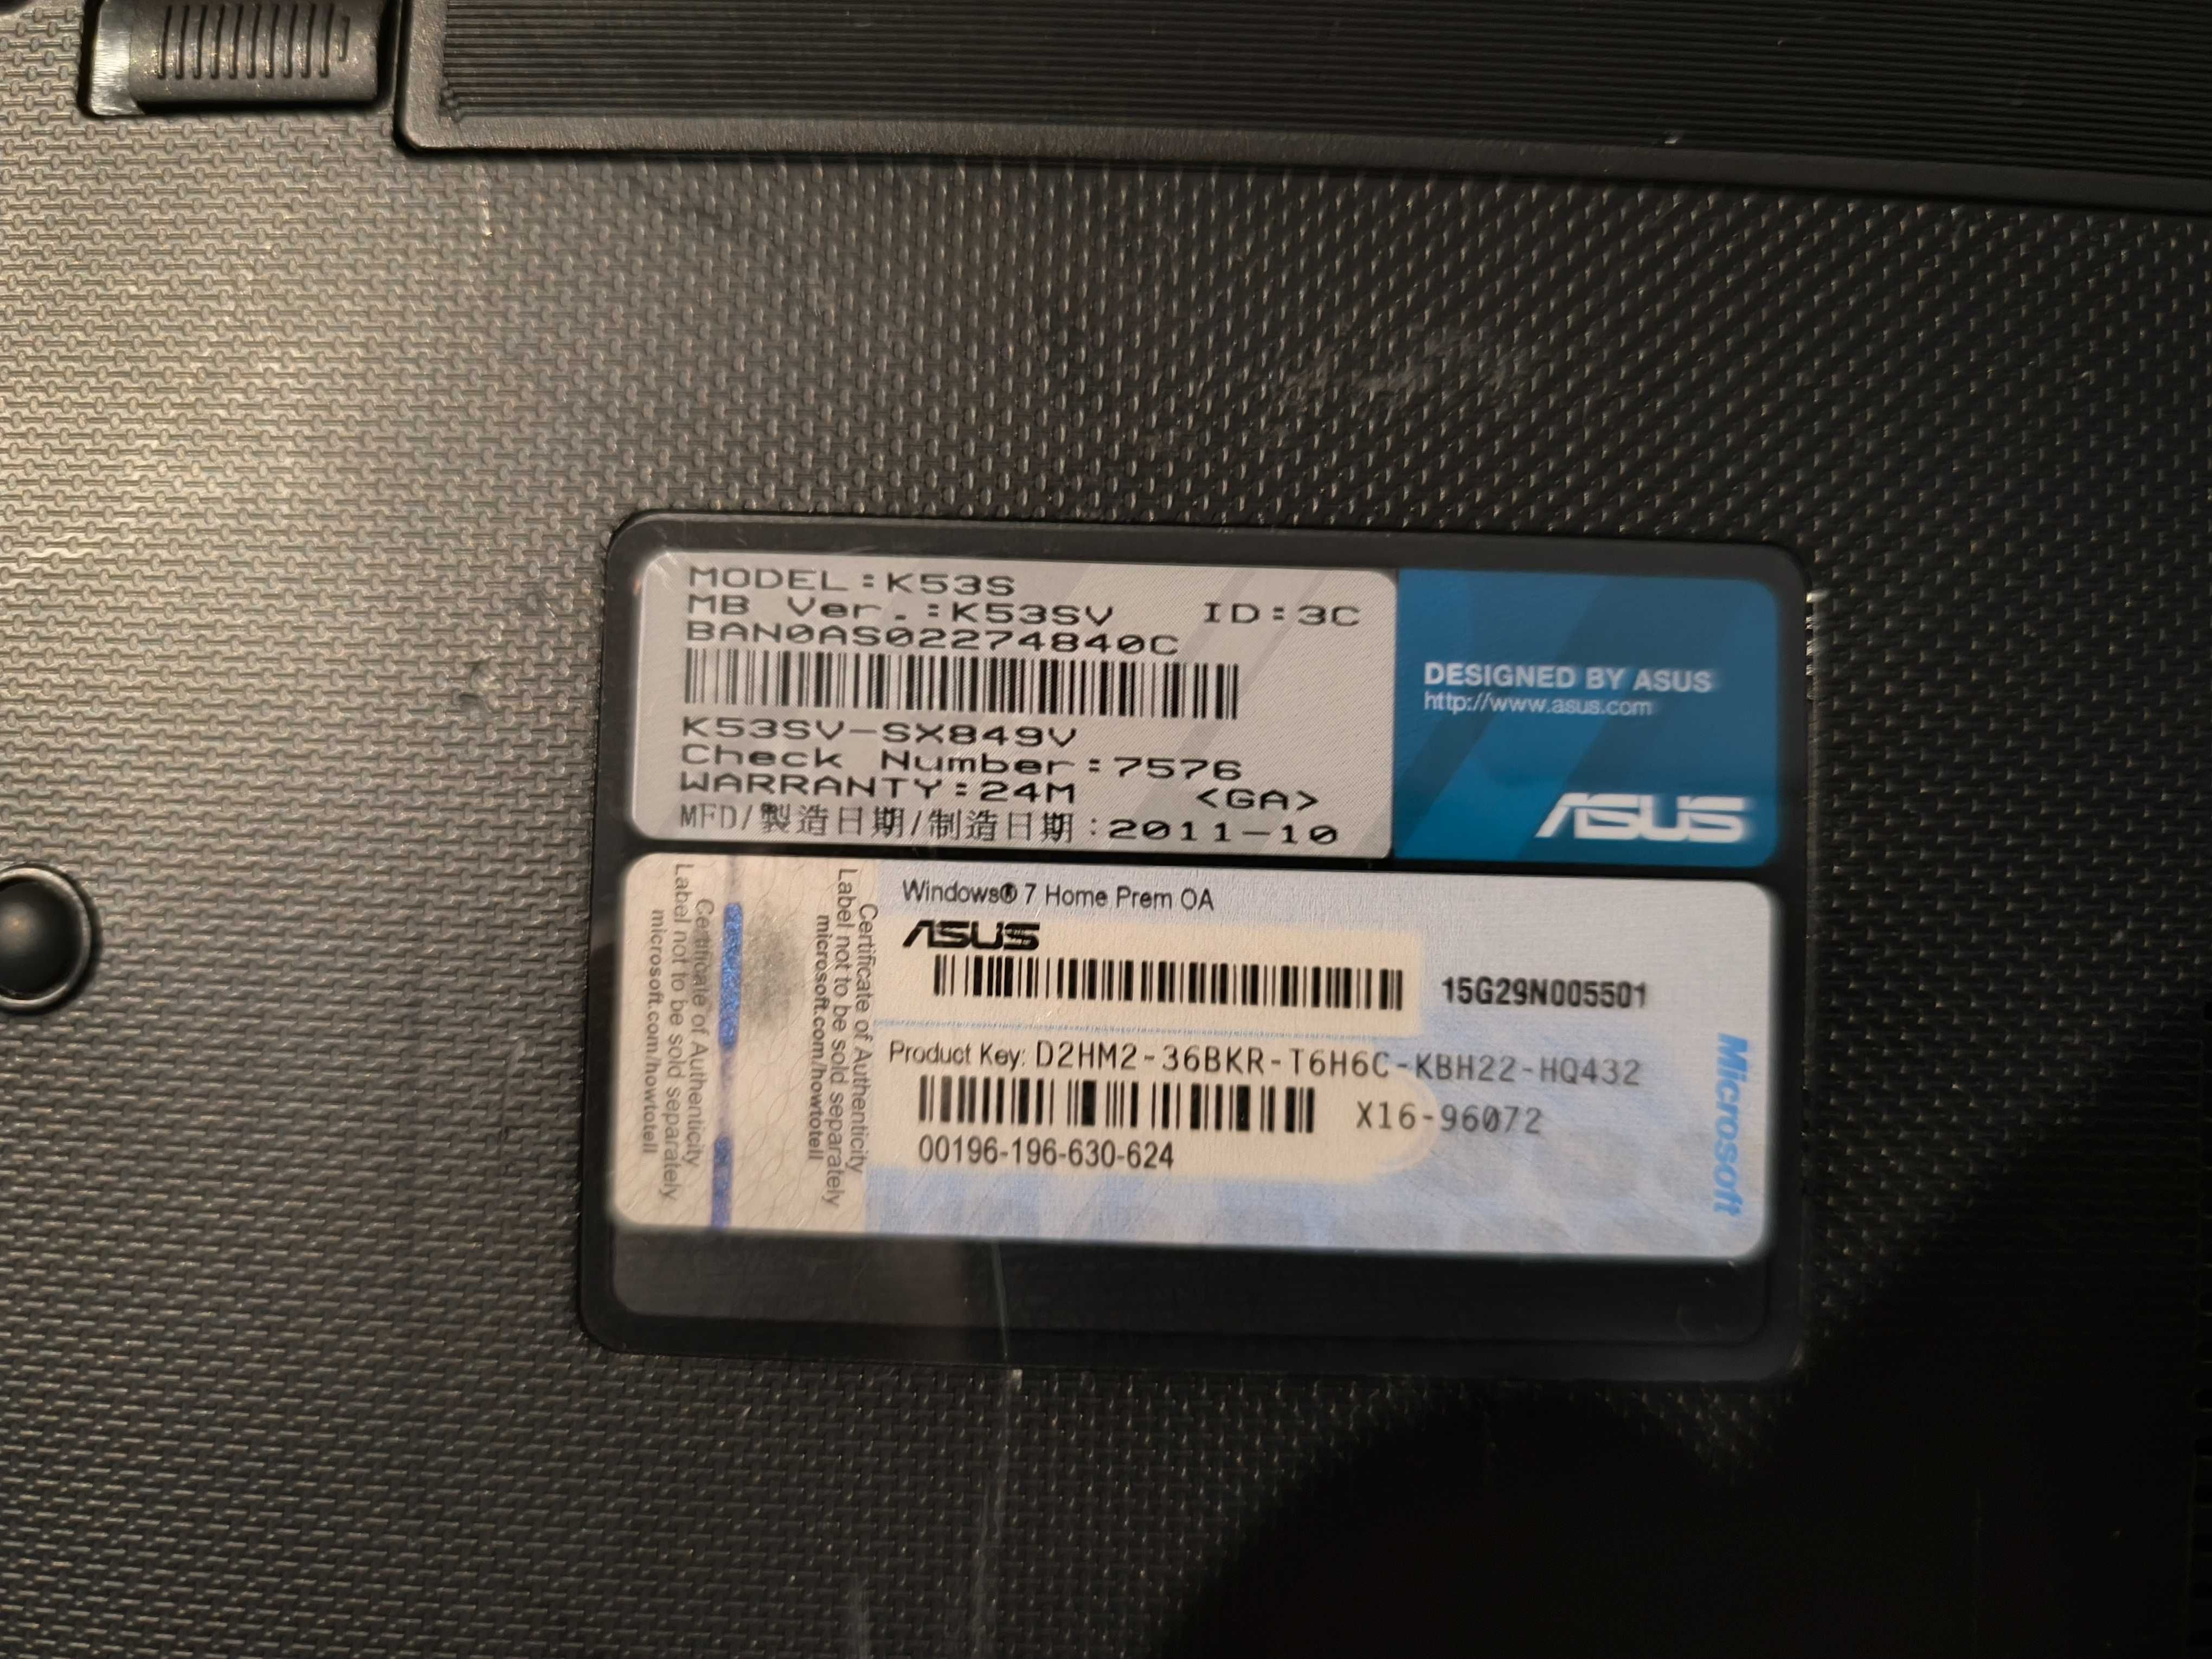 MODEL:K53S
MB Ver.:K53SV ID:3C
BAN0AS02274840C
K53SV-SX849V
Check Number:7576
WARRANTY:24M <GA>
MFD/製造日期/制造日期:2011-10
DESIGNED BY ASUS
http://www.asus.com
ASUS
Certificate of Authenticity
Label not to be sold separately
microsoft.com/howtotell
Certificate of Authenticity
Label not to be sold separately
microsoft.com/howtotell
Windows® 7 Home Prem OA
ASUS
15G29N005501
Product Key: D2HM2-36BKR-T6H6C-KBH22-HQ432
X16-96072
00196-196-630-624
Microsoft